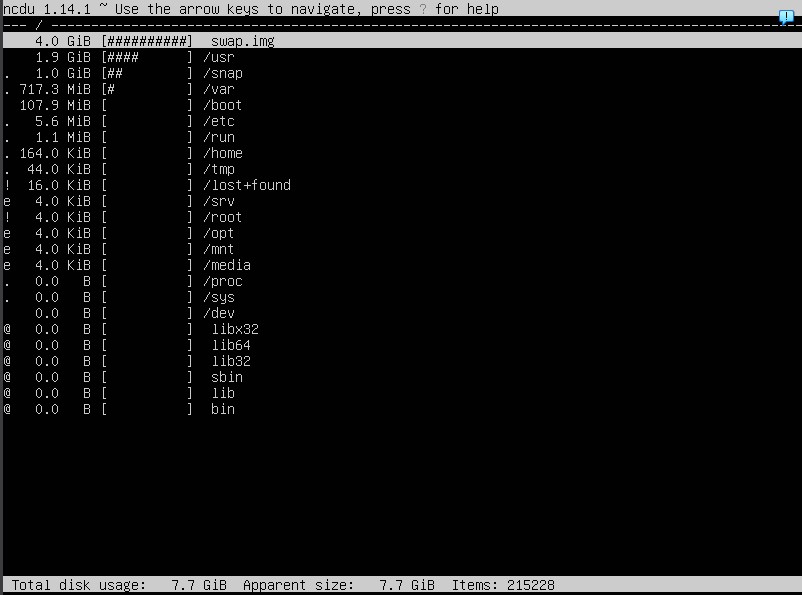 ncdu 1.14.1 ~ Use the arrow keys to navigate, press ? for help
--- / ---
4.0 GiB [##########]  swap.img
1.9 GiB [####      ] /usr
. 1.0 GiB [##        ] /snap
. 717.3 MiB [#         ] /var
107.9 MiB [          ] /boot
. 5.6 MiB [          ] /etc
. 1.1 MiB [          ] /run
. 164.0 KiB [          ] /home
. 44.0 KiB [          ] /tmp
! 16.0 KiB [          ] /lost+found
e 4.0 KiB [          ] /srv
! 4.0 KiB [          ] /root
e 4.0 KiB [          ] /opt
e 4.0 KiB [          ] /mnt
e 4.0 KiB [          ] /media
. 0.0 B [          ] /proc
. 0.0 B [          ] /sys
0.0 B [          ] /dev
@ 0.0 B [          ]  libx32
@ 0.0 B [          ]  lib64
@ 0.0 B [          ]  lib32
@ 0.0 B [          ]  sbin
@ 0.0 B [          ]  lib
@ 0.0 B [          ]  bin
Total disk usage: 7.7 GiB Apparent size: 7.7 GiB Items: 215228